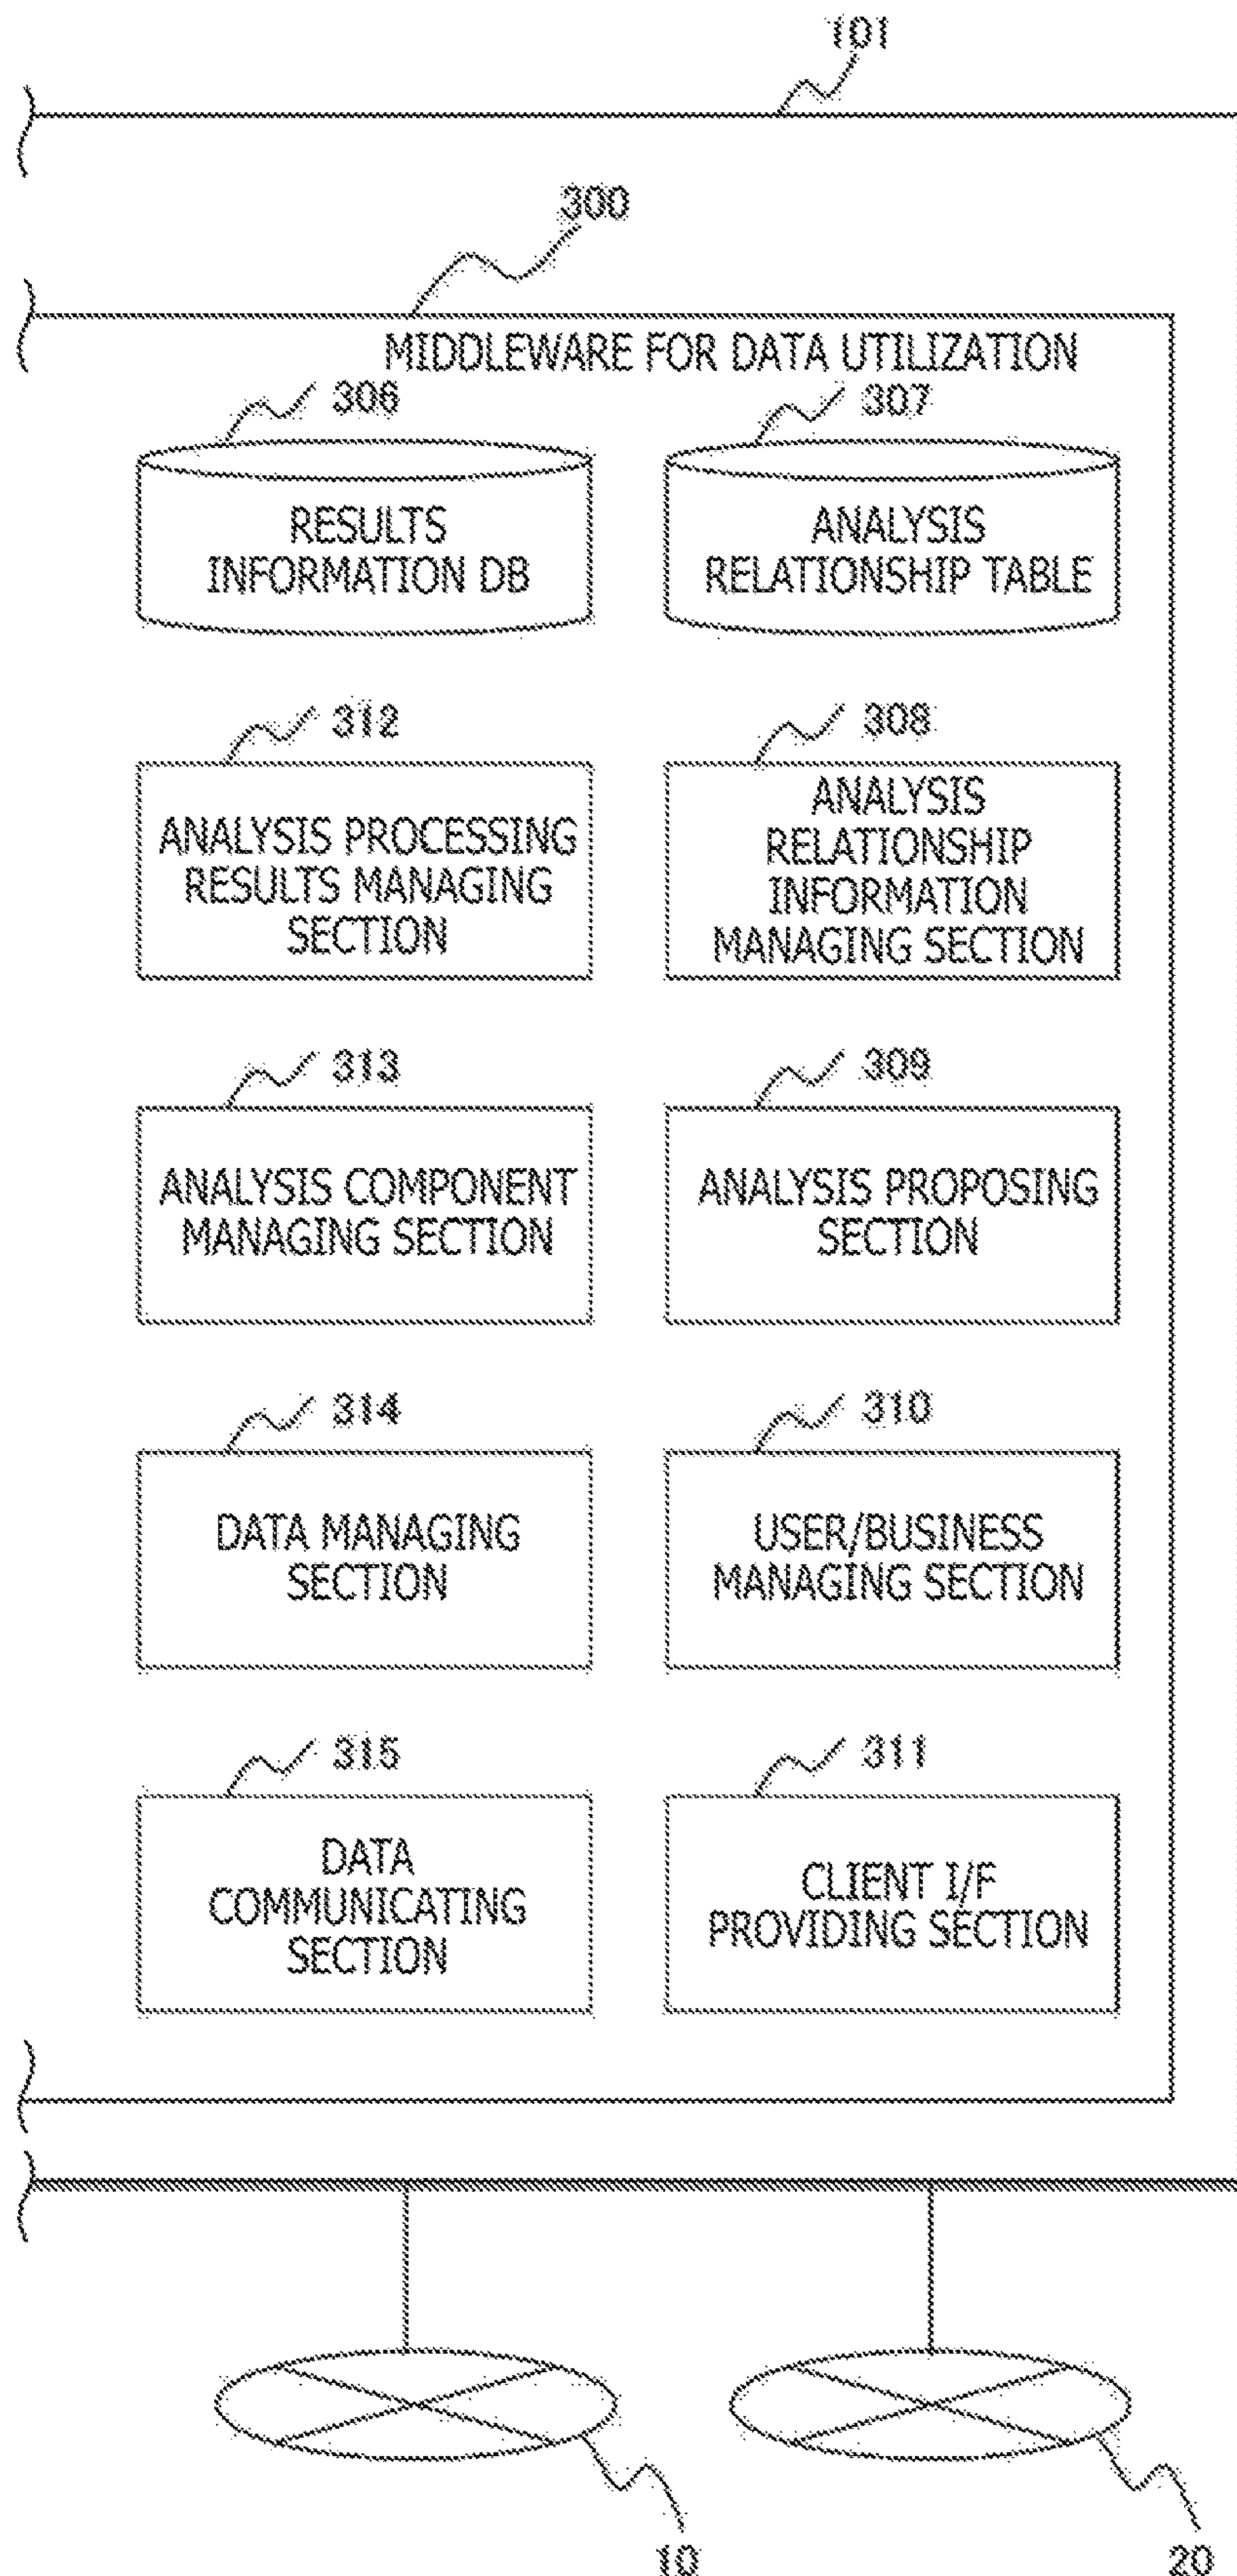 101
300
MIDDLEWARE FOR DATA UTILIZATION
306
307
RESULTS
INFORMATION DB
ANALYSIS
RELATIONSHIP TABLE
312
308
ANALYSIS PROCESSING
RESULTS MANAGING
SECTION
ANALYSIS
RELATIONSHIP
INFORMATION
MANAGING SECTION
313
309
ANALYSIS COMPONENT
MANAGING SECTION
ANALYSIS PROPOSING
SECTION
314
310
DATA MANAGING
SECTION
USER/BUSINESS
MANAGING SECTION
315
311
DATA
COMMUNICATING
SECTION
CLIENT I/F
PROVIDING SECTION
10
20